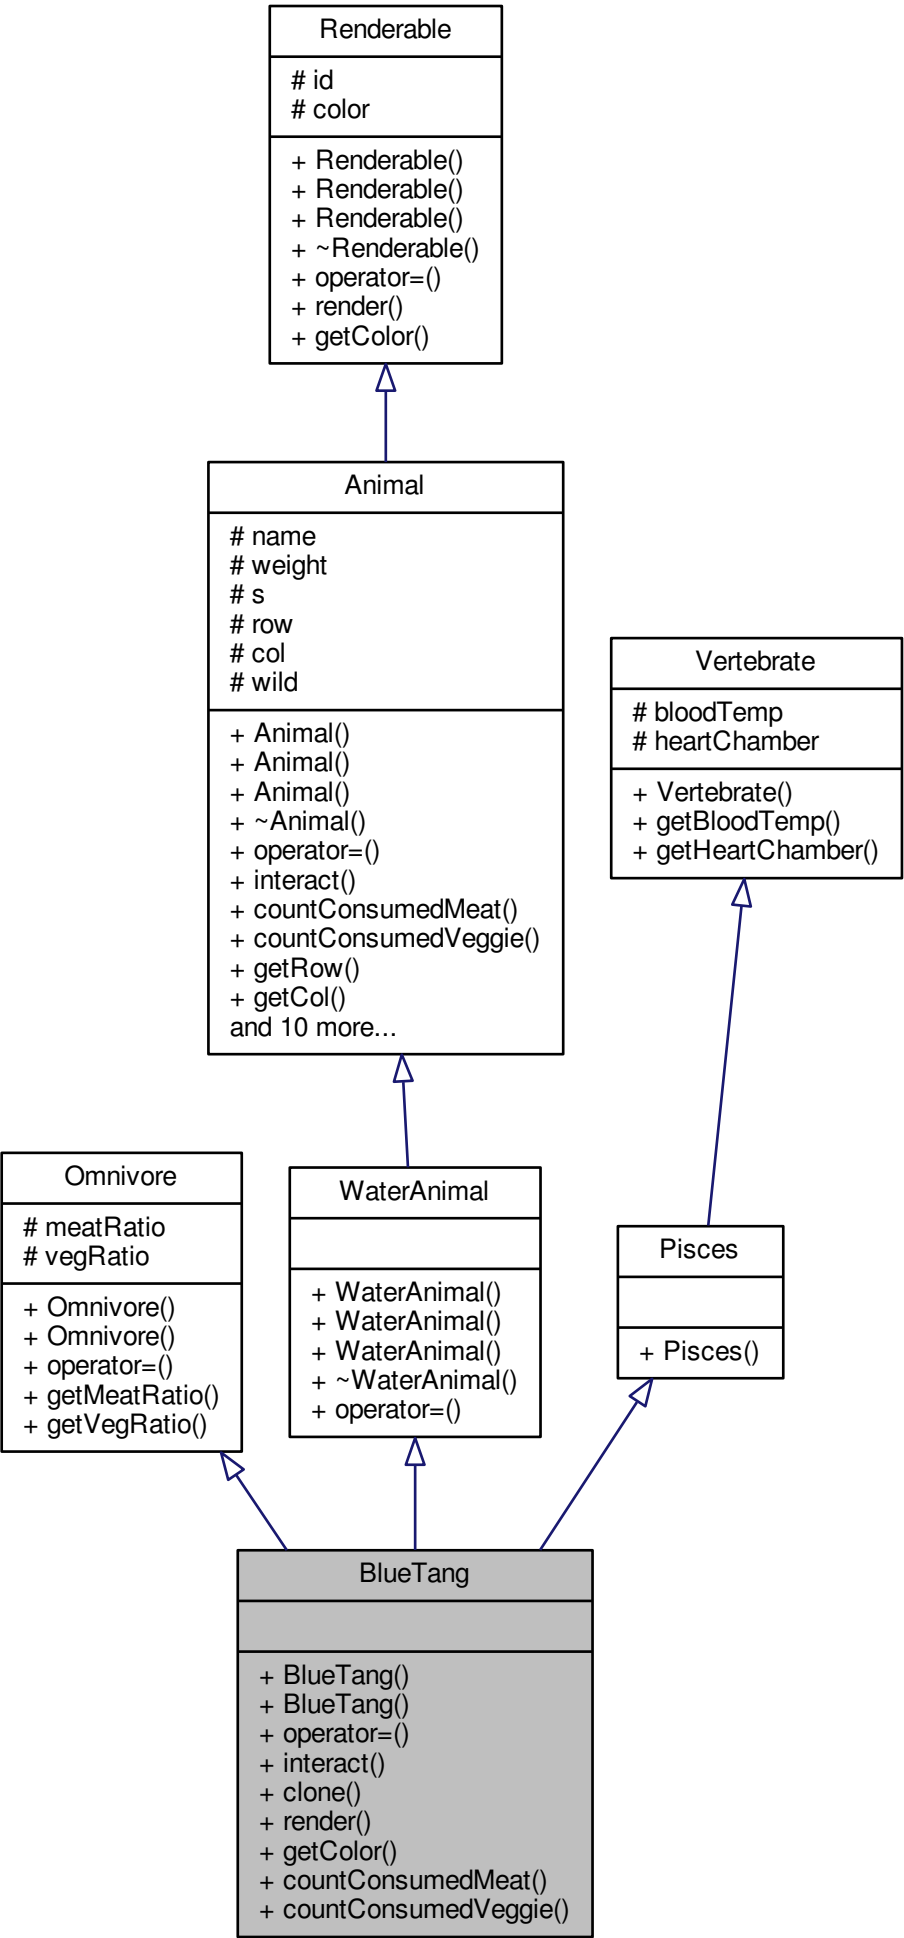 Renderable
# id
# color
+ Renderable()
+ Renderable()
+ Renderable()
+ ~Renderable()
+ operator=()
+ render()
+ getColor()
Animal
# name
# weight
# s
# row
# col
# wild
+ Animal()
+ Animal()
+ Animal()
+ ~Animal()
+ operator=()
+ interact()
+ countConsumedMeat()
+ countConsumedVeggie()
+ getRow()
+ getCol()
and 10 more...
Vertebrate
# bloodTemp
# heartChamber
+ Vertebrate()
+ getBloodTemp()
+ getHeartChamber()
Omnivore
# meatRatio
# vegRatio
+ Omnivore()
+ Omnivore()
+ operator=()
+ getMeatRatio()
+ getVegRatio()
WaterAnimal
+ WaterAnimal()
+ WaterAnimal()
+ WaterAnimal()
+ ~WaterAnimal()
+ operator=()
Pisces
+ Pisces()
BlueTang
+ BlueTang()
+ BlueTang()
+ operator=()
+ interact()
+ clone()
+ render()
+ getColor()
+ countConsumedMeat()
+ countConsumedVeggie()